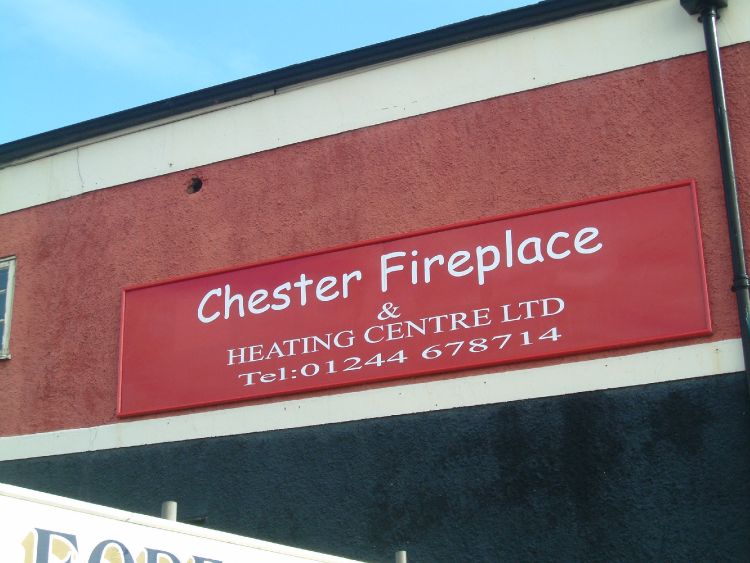 Chester Fireplace
&
HEATING CENTRE LTD
Tel:01244 678714